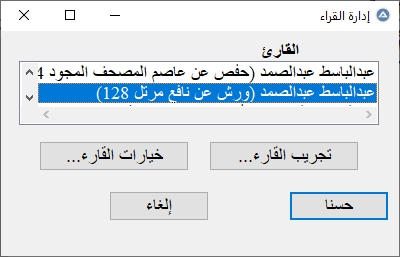 إدارة القراء
القارئ
عبدالباسط عبدالصمد (حفص عن عاصم المصحف المجود 4
عبدالباسط عبدالصمد (ورش عن نافع مرتل 128)
تجريب القارء...
خيارات القارء...
حسنا
إلغاء